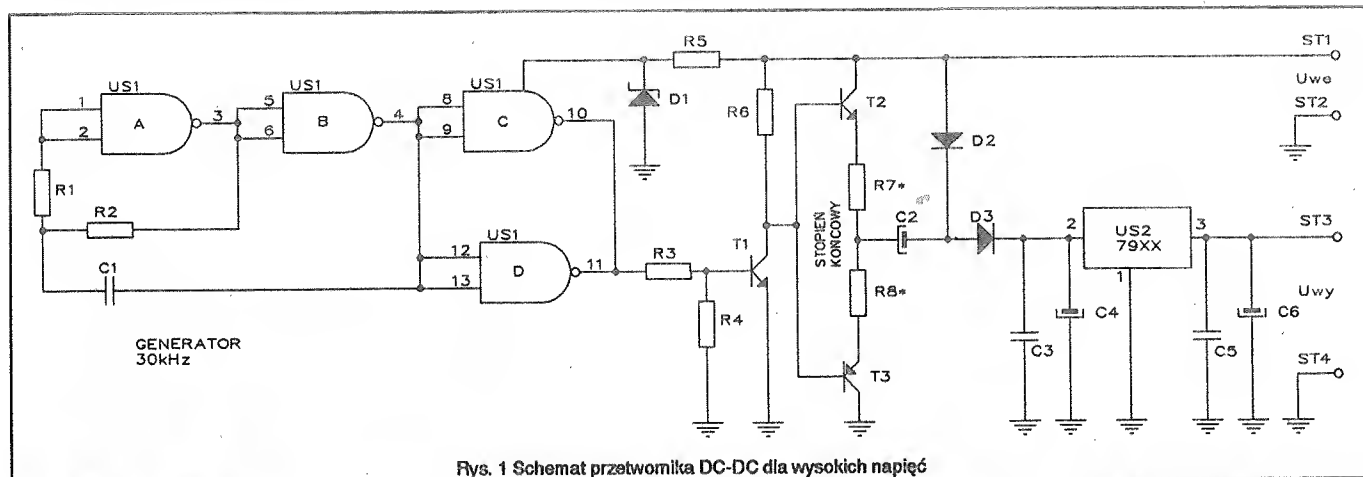 US1
A
1
2
3
US1
B
5
6
4
US1
C
8
9
10
US1
D
12
13
11
R1
R2
C1
GENERATOR
30kHz
D1
R5
R6
R3
R4
T1
T2
R7*
STOPIEŃ
KOŃCOWY
R8*
T3
C2
D2
D3
C3
C4
2
US2
79XX
3
1
C5
C6
ST1
Uwe
ST2
ST3
Uwy
ST4
Rys. 1 Schemat przetwornika DC-DC dla wysokich napięć